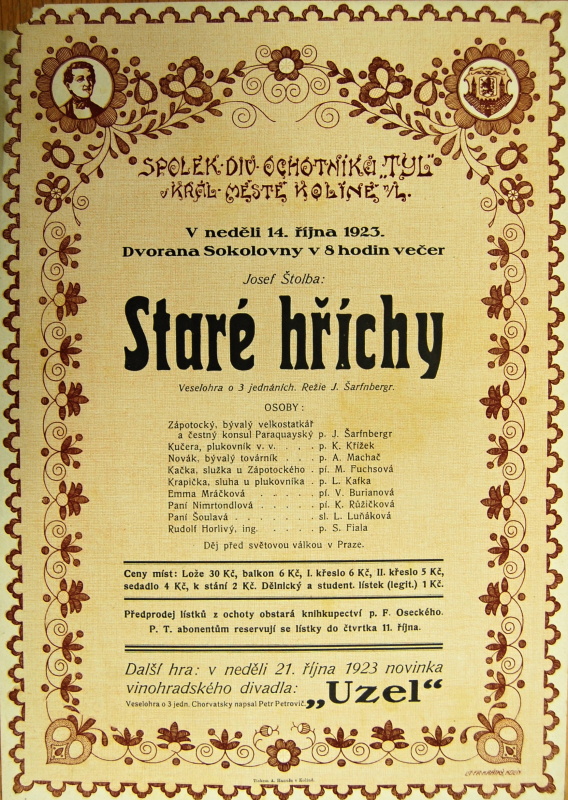 SPOLEK DIV. OCHOTNÍKŮ „TYL“
v KRÁL. MĚSTĚ KOLÍNĚ n/L.
V neděli 14. října 1923.
Dvorana Sokolovny v 8 hodin večer
Josef Štolba:
Staré hříchy
Veselohra o 3 jednáních. Režie J. Šarfnbergr.
OSOBY:
Zápotocký, bývalý velkostatkář
a čestný konsul Paraquayský p. J. Šarfnbergr
Kučera, plukovník v. v. . . . . p. K. Křížek
Novák, bývalý továrník . . . . p. A. Machač
Kačka, služka u Zápotockého . pí. M. Fuchsová
Krapička, sluha u plukovníka . p. L. Kafka
Emma Mráčková . . . . . . pí. V. Burianová
Paní Nimrtondlová . . . . . pí. K. Růžičková
Paní Šoulavá . . . . . . . . sl. L. Luňáková
Rudolf Horlivý, ing. . . . . . p. S. Fiala
Děj před světovou válkou v Praze.
Ceny míst: Lože 30 Kč, balkon 6 Kč, I. křeslo 6 Kč, II. křeslo 5 Kč,
sedadlo 4 Kč, k stání 2 Kč. Dělnický a student. lístek (legit.) 1 Kč.
Předprodej lístků z ochoty obstará knihkupectví p. F. Oseckého.
P. T. abonentům reservují se lístky do čtvrtka 11. října.
Další hra: v neděli 21. října 1923 novinka
vinohradského divadla: „Uzel“
Veselohra o 3 jedn. Chorvatsky napsal Petr Petrovič.